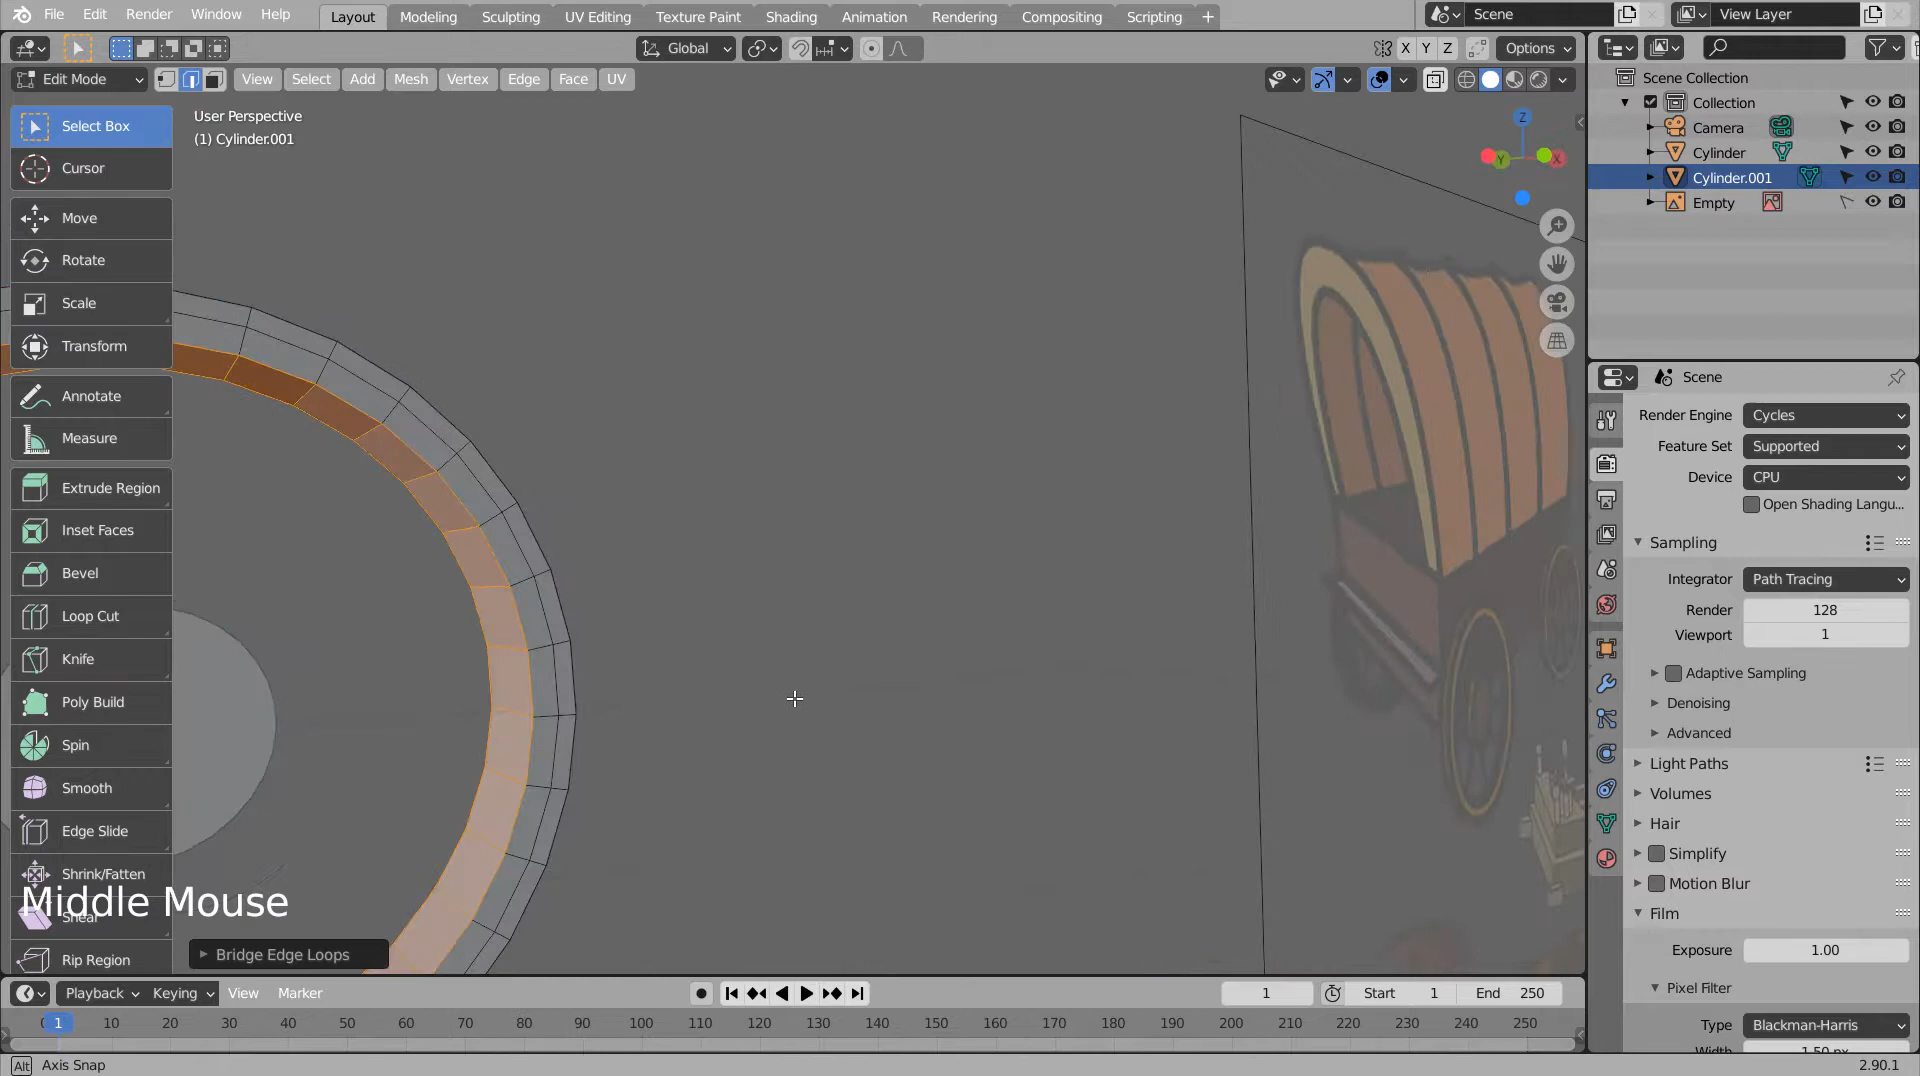 File Edit Render Window Help Layout Modeling Sculpting UV Editing Texture Paint Shading Animation Rendering Compositing Scripting + Scene View Layer
Global X Y Z Options
Edit Mode View Select Add Mesh Vertex Edge Face UV
User Perspective
(1) Cylinder.001
Select Box
Cursor
Move
Rotate
Scale
Transform
Annotate
Measure
Extrude Region
Inset Faces
Bevel
Loop Cut
Knife
Poly Build
Spin
Smooth
Edge Slide
Shrink/Fatten
Shear
Rip Region
Middle Mouse
Bridge Edge Loops
Z
Y
X
Scene Collection
Collection
Camera
Cylinder
Cylinder.001
Empty
Scene
Render Engine Cycles
Feature Set Supported
Device CPU
Open Shading Langu...
Sampling
Integrator Path Tracing
Render 128
Viewport 1
Adaptive Sampling
Denoising
Advanced
Light Paths
Volumes
Hair
Simplify
Motion Blur
Film
Exposure 1.00
Pixel Filter
Type Blackman-Harris
Width 1.50 px
Playback Keying View Marker 1 Start 1 End 250
0 1 10 20 30 40 50 60 70 80 90 100 110 120 130 140 150 160 170 180 190 200 210 220 230 240 250
Alt Axis Snap 2.90.1